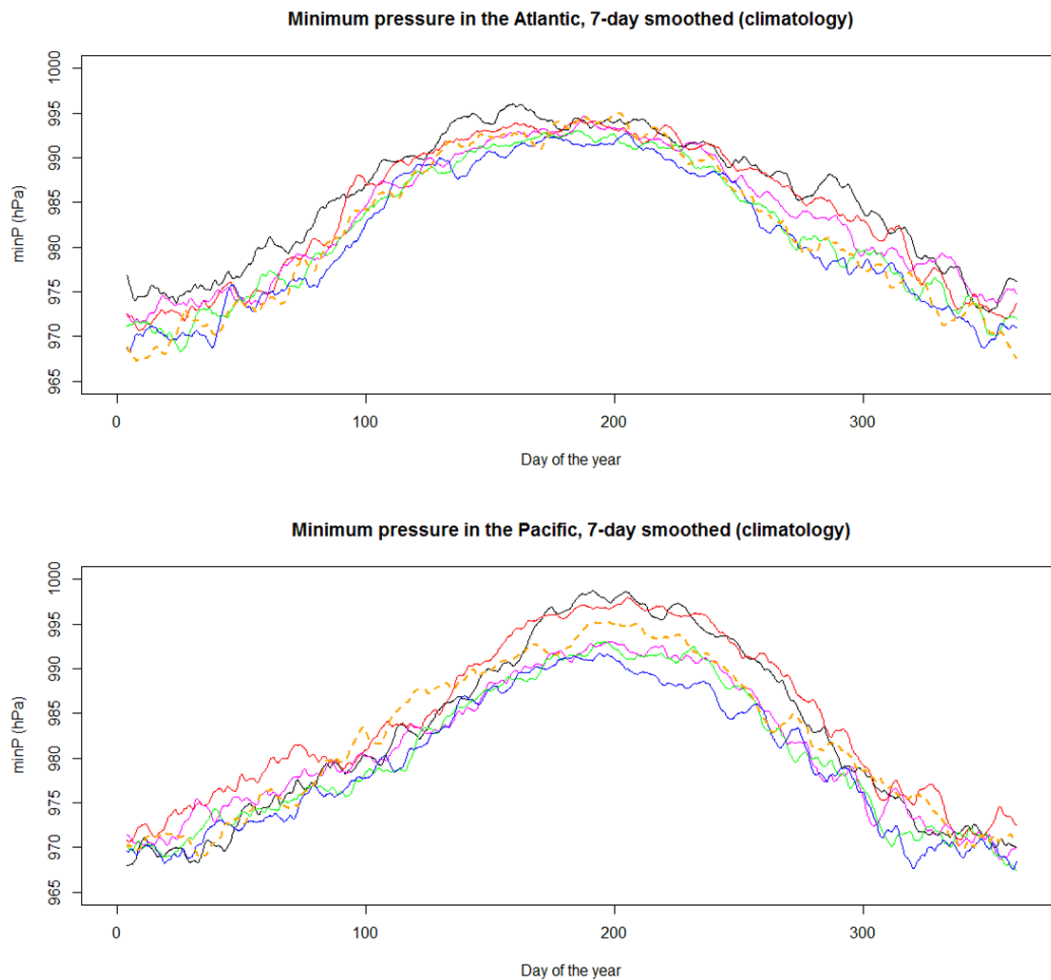 Minimum pressure in the Atlantic, 7-day smoothed (climatology)
1000
995
990
985
980
975
970
965
minP (hPa)
0 100 200 300
Day of the year
Minimum pressure in the Pacific, 7-day smoothed (climatology)
1000
995
990
985
980
975
970
965
minP (hPa)
0 100 200 300
Day of the year